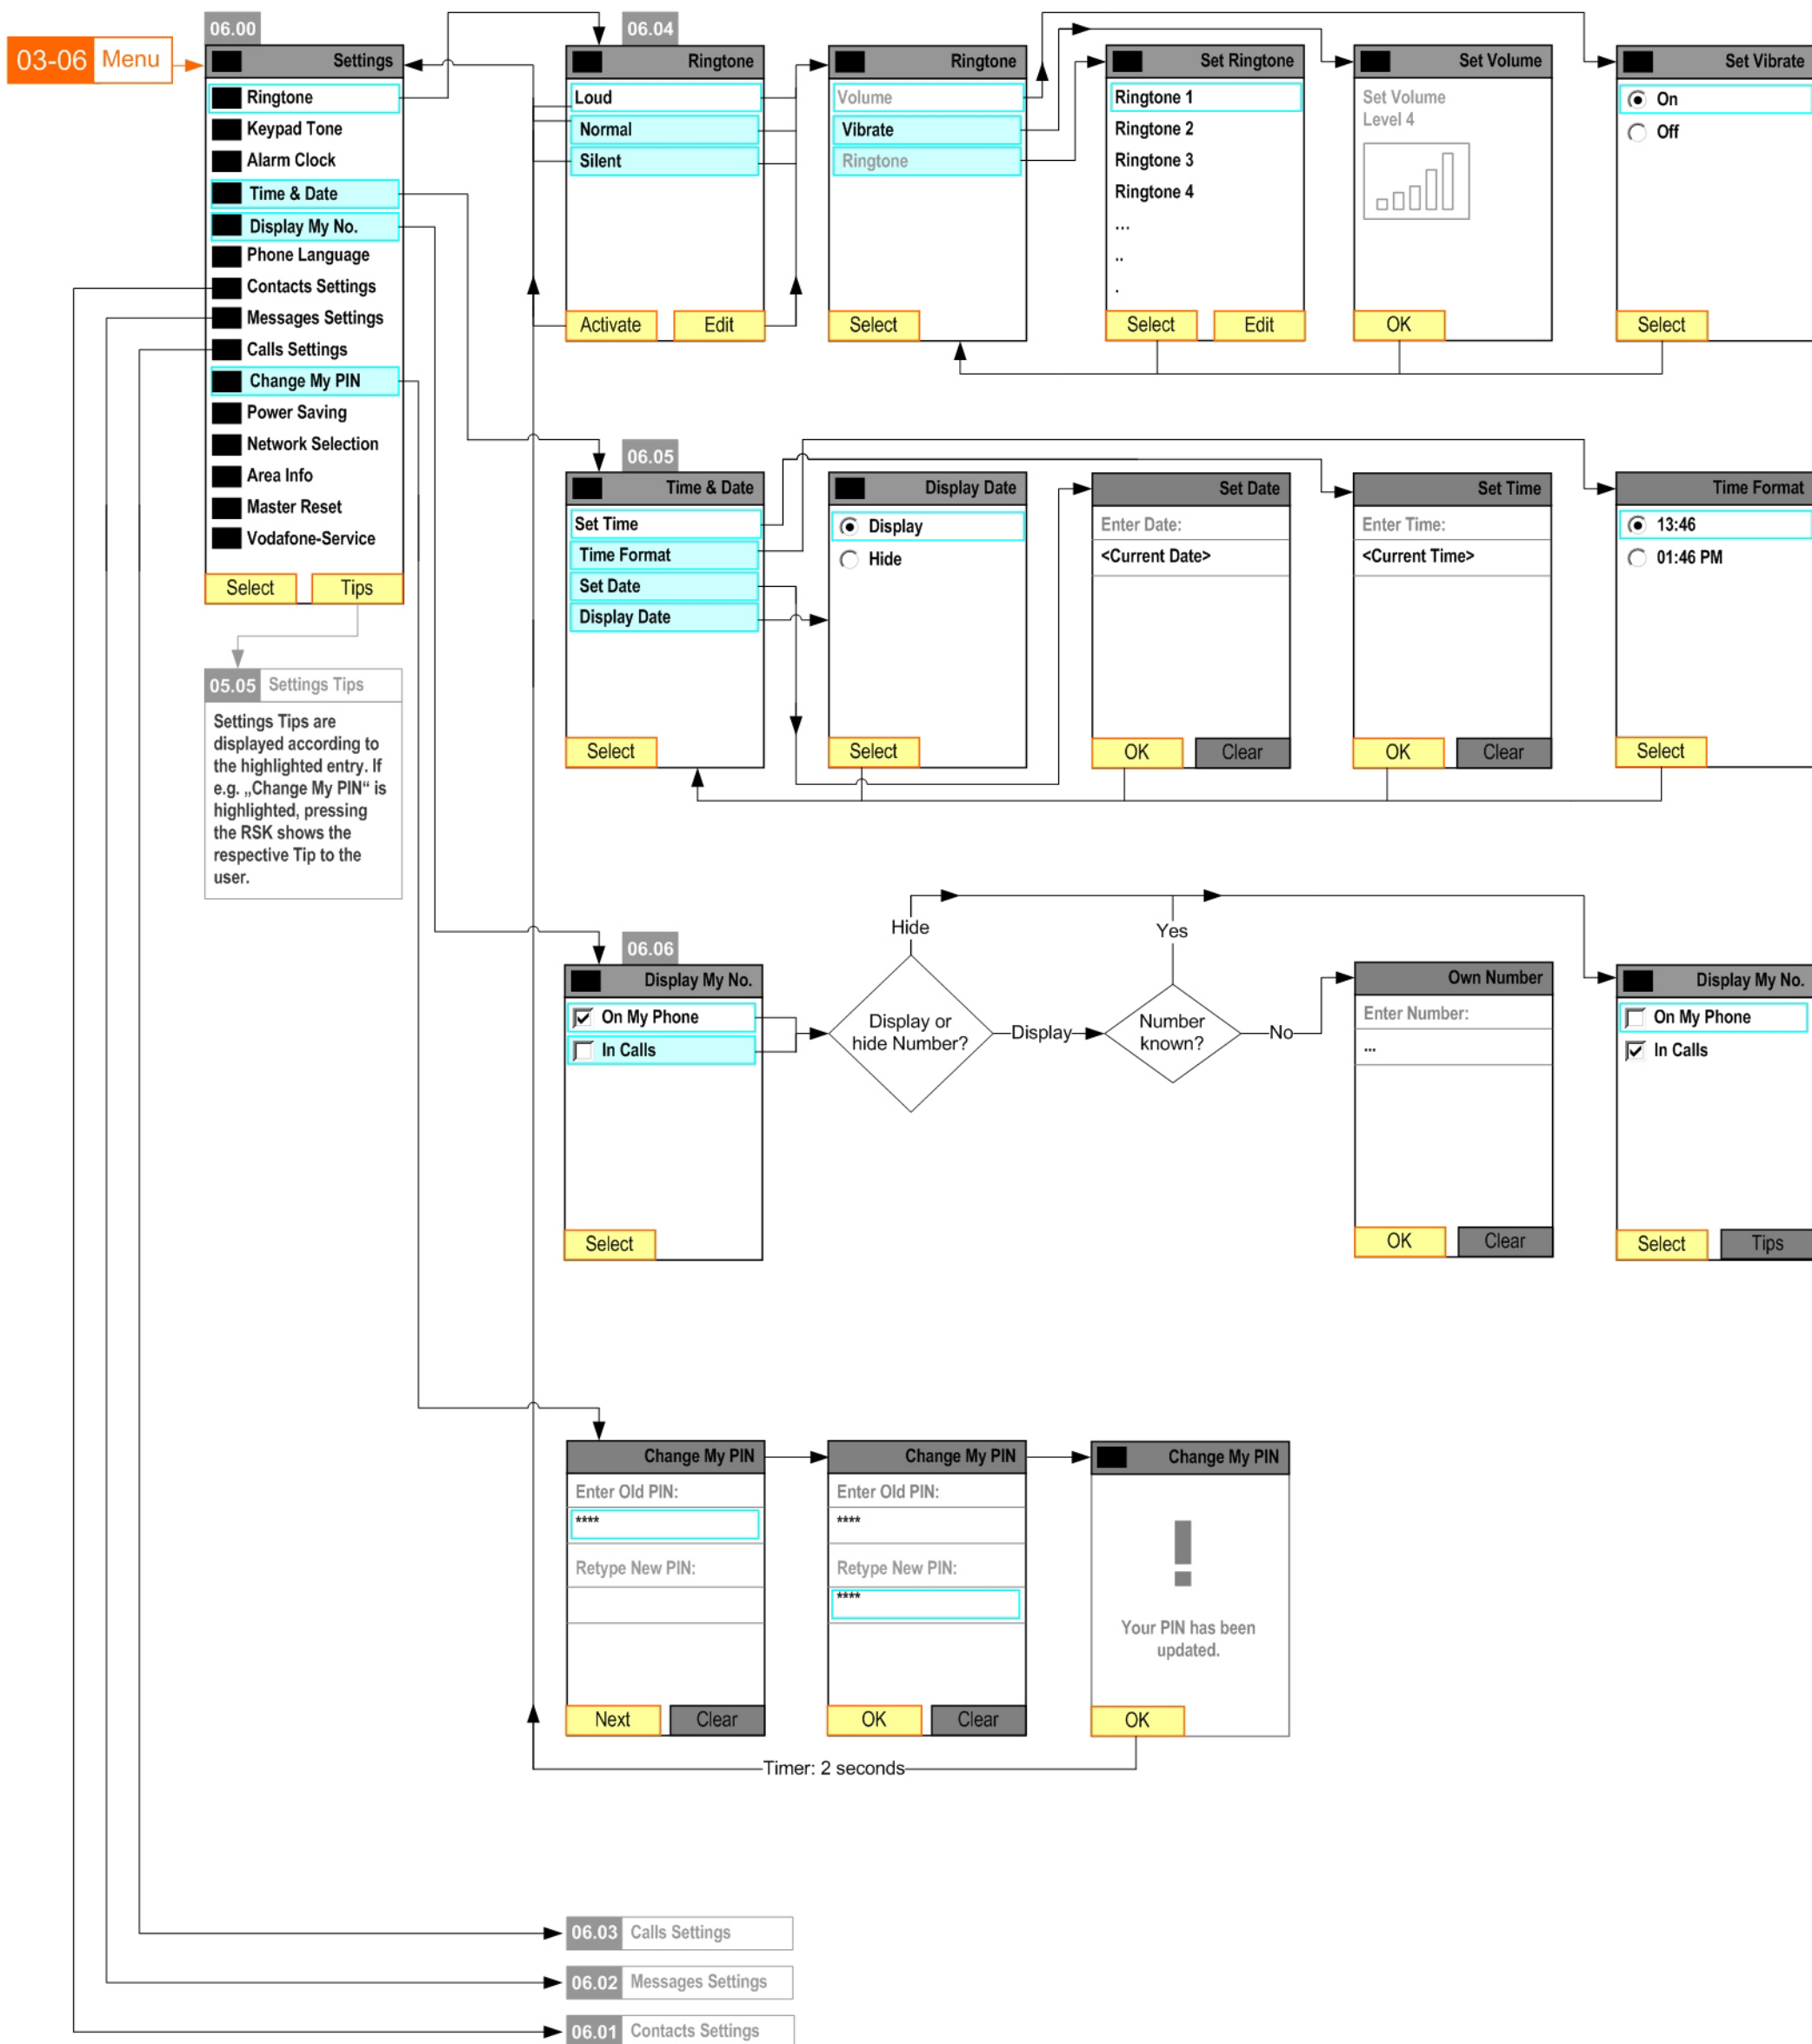 03-06 Menu
06.00
Settings
Ringtone
Keypad Tone
Alarm Clock
Time & Date
Display My No.
Phone Language
Contacts Settings
Messages Settings
Calls Settings
Change My PIN
Power Saving
Network Selection
Area Info
Master Reset
Vodafone-Service
Select Tips
05.05 Settings Tips
Settings Tips are
displayed according to
the highlighted entry. If
e.g. „Change My PIN“ is
highlighted, pressing
the RSK shows the
respective Tip to the
user.
06.04
Ringtone
Loud
Normal
Silent
Activate Edit
Ringtone
Volume
Vibrate
Ringtone
Select
Set Ringtone
Ringtone 1
Ringtone 2
Ringtone 3
Ringtone 4
...
..
.
Select Edit
Set Volume
Set Volume
Level 4
OK
Set Vibrate
On
Off
Select
06.05
Time & Date
Set Time
Time Format
Set Date
Display Date
Select
Display Date
Display
Hide
Select
Set Date
Enter Date:
<Current Date>
OK Clear
Set Time
Enter Time:
<Current Time>
OK Clear
Time Format
13:46
01:46 PM
Select
06.06
Display My No.
On My Phone
In Calls
Select
Hide
Display or
hide Number?
Display
Yes
Number
known?
No
Own Number
Enter Number:
...
OK Clear
Display My No.
On My Phone
In Calls
Select Tips
Change My PIN
Enter Old PIN:
****
Retype New PIN:
Next Clear
Change My PIN
Enter Old PIN:
****
Retype New PIN:
****
OK Clear
Change My PIN
!
Your PIN has been
updated.
OK
Timer: 2 seconds
06.03 Calls Settings
06.02 Messages Settings
06.01 Contacts Settings